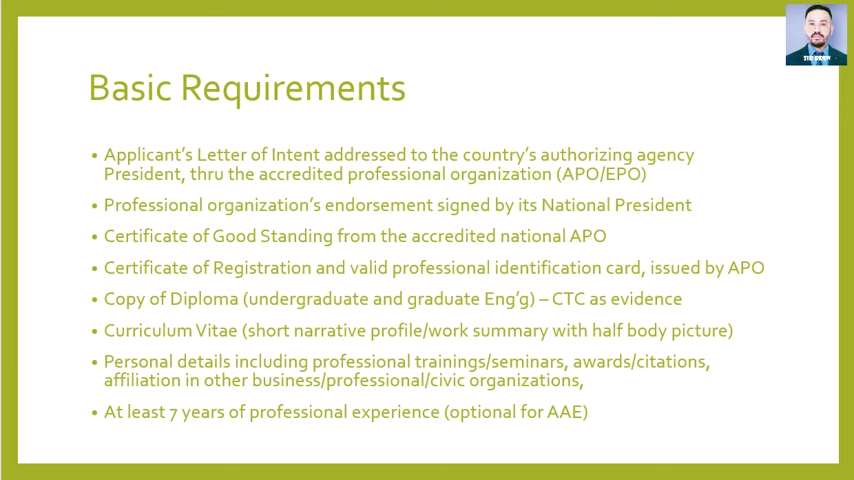 Basic Requirements
• Applicant's Letter of Intent addressed to the country's authorizing agency
President, thru the accredited professional organization (APO/EPO)
• Professional organization's endorsement signed by its National President
• Certificate of Good Standing from the accredited national APO
• Certificate of Registration and valid professional identification card, issued by APO
• Copy of Diploma (undergraduate and graduate Eng'g) – CTC as evidence
• Curriculum Vitae (short narrative profile/work summary with half body picture)
• Personal details including professional trainings/seminars, awards/citations,
affiliation in other business/professional/civic organizations,
• At least 7 years of professional experience (optional for AAE)